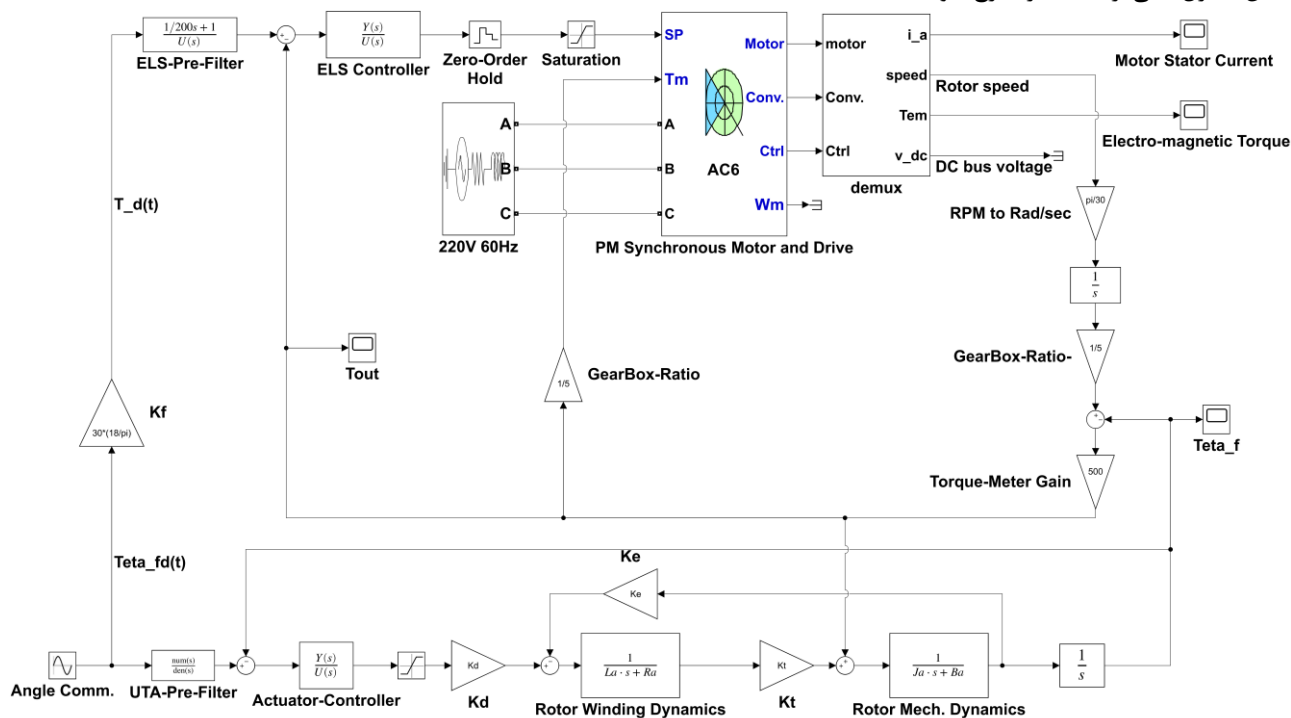 1/200s + 1
U(s)
ELS-Pre-Filter
Y(s)
U(s)
ELS Controller
Zero-Order
Hold
Saturation
SP
Tm
A
B
C
Motor
Conv.
Ctrl
Wm
AC6
PM Synchronous Motor and Drive
motor
Conv.
Ctrl
i_a
speed
Tem
v_dc
demux
Motor Stator Current
Rotor speed
Electro-magnetic Torque
DC bus voltage
A
B
C
220V 60Hz
T_d(t)
pi/30
RPM to Rad/sec
1
s
Tout
1/5
GearBox-Ratio
1/5
GearBox-Ratio-
30*(18/pi)
Kf
Teta_f
500
Torque-Meter Gain
Teta_fd(t)
Ke
Ke
Angle Comm.
num(s)
den(s)
UTA-Pre-Filter
Y(s)
U(s)
Actuator-Controller
Kd
Kd
1
La · s + Ra
Rotor Winding Dynamics
Kt
Kt
1
Ja · s + Ba
Rotor Mech. Dynamics
1
s